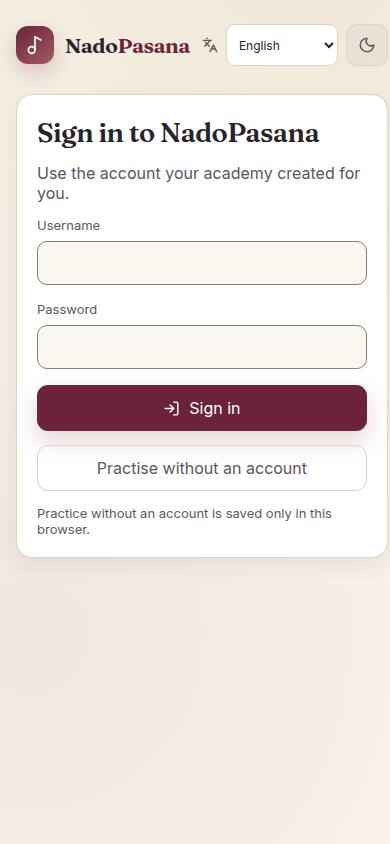 NadoPasana
English
Sign in to NadoPasana
Use the account your academy created for
you.
Username
Password
Sign in
Practise without an account
Practice without an account is saved only in this
browser.